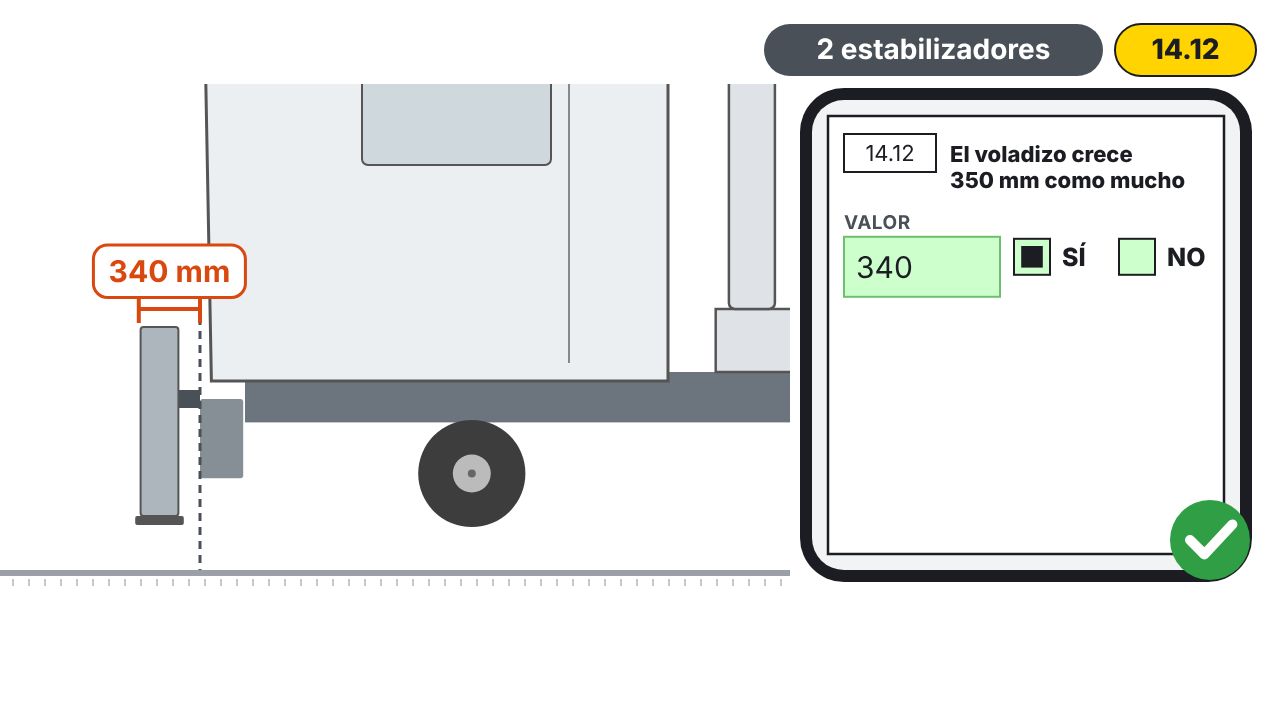 2 estabilizadores
14.12
340 mm
14.12
El voladizo crece
350 mm como mucho
VALOR
340
SÍ
NO